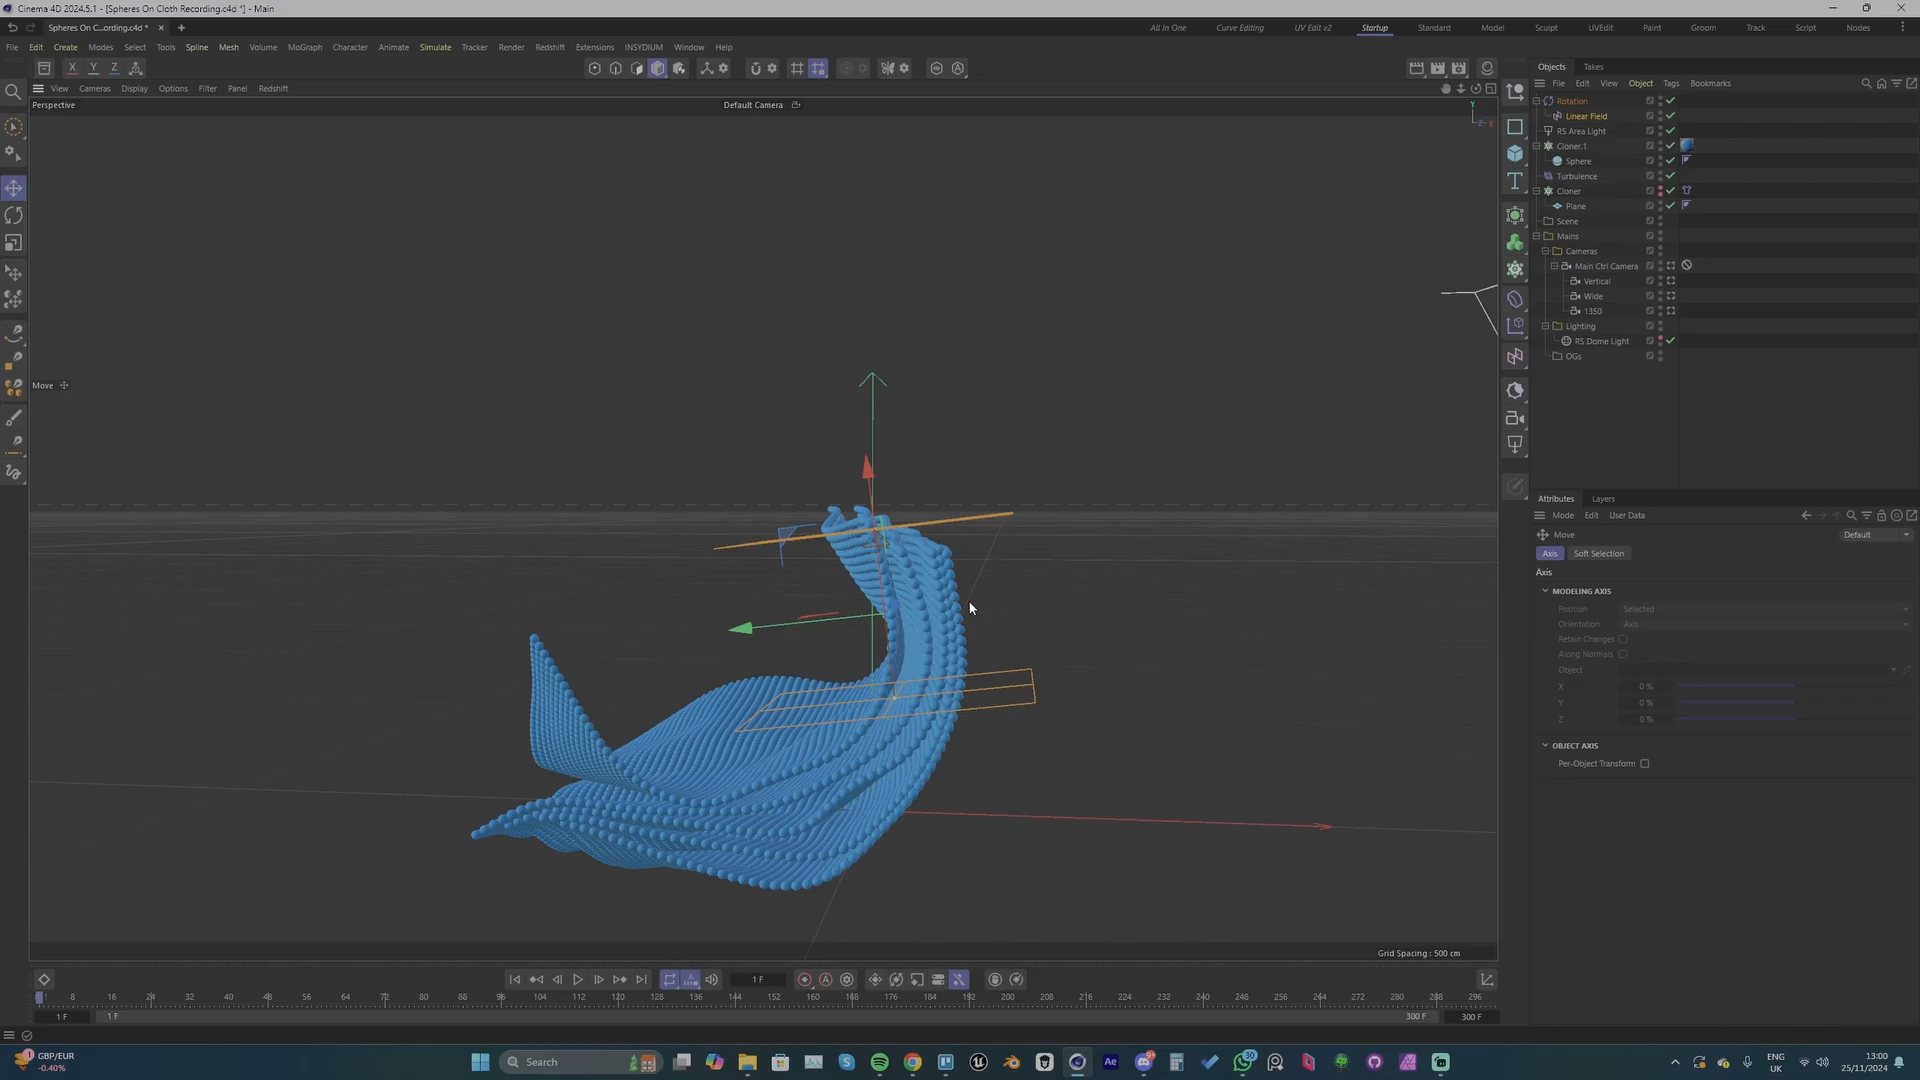 Cinema 4D 2024.5.1 - [Spheres On Cloth Recording.c4d *] - Main
Spheres On C...ording.c4d *
All In One Curve Editing UV Edit v2 Startup Standard Model Sculpt UVEdit Paint Groom Track Script Nodes
File Edit Create Modes Select Tools Spline Mesh Volume MoGraph Character Animate Simulate Tracker Render Redshift Extensions INSYDIUM Window Help
X Y Z
Objects Takes
View Cameras Display Options Filter Panel Redshift
File Edit View Object Tags Bookmarks
Perspective
Default Camera
Y
Z X
Rotation
Linear Field
RS Area Light
Cloner.1
Sphere
Turbulence
Cloner
Plane
Scene
Mains
Cameras
Main Ctrl Camera
Vertical
Wide
1350
Lighting
RS Dome Light
OGs
Move
Attributes Layers
Mode Edit User Data
Move
Default
Axis Soft Selection
Axis
MODELING AXIS
Position Selected
Orientation Axis
Retain Changes
Along Normals
Object
X 0 %
Y 0 %
Z 0 %
OBJECT AXIS
Per-Object Transform
Grid Spacing : 500 cm
1 F
1 8 16 24 32 40 48 56 64 72 80 88 96 104 112 120 128 136 144 152 160 168 176 184 192 200 208 216 224 232 240 248 256 264 272 280 288 296
1 F 1 F 300 F 300 F
GBP/EUR
-0.40%
Search
Ae
30
ENG
UK
13:00
25/11/2024